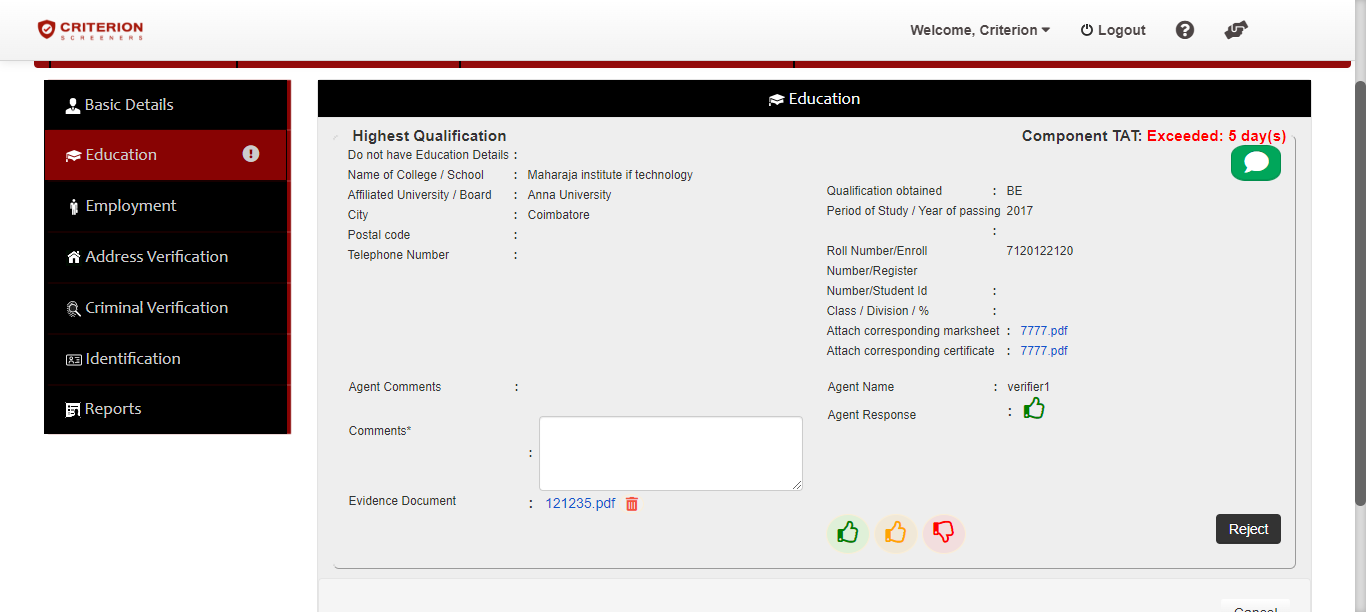 CRITERION
SCREENERS
Welcome, Criterion
Logout
Basic Details
Education
Employment
Address Verification
Criminal Verification
Identification
Reports
Education
Highest Qualification
Component TAT: Exceeded: 5 day(s)
Do not have Education Details :
Name of College / School : Maharaja institute if technology
Affiliated University / Board : Anna University
City : Coimbatore
Postal code :
Telephone Number :
Qualification obtained : BE
Period of Study / Year of passing 2017
:
Roll Number/Enroll 7120122120
Number/Register
Number/Student Id :
Class / Division / % :
Attach corresponding marksheet : 7777.pdf
Attach corresponding certificate : 7777.pdf
Agent Comments :
Agent Name : verifier1
Agent Response :
Comments* :
Evidence Document : 121235.pdf
Reject
Cancel